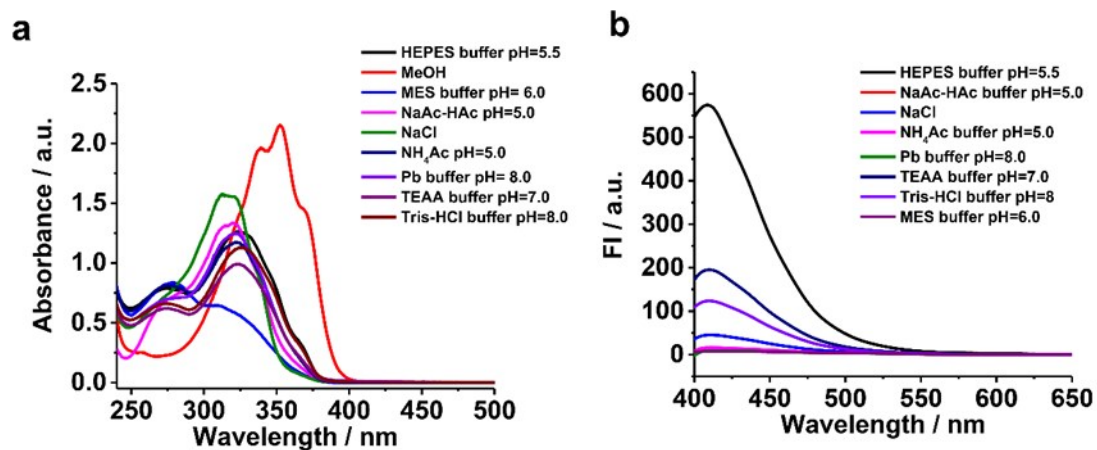 a
HEPES buffer pH=5.5
MeOH
MES buffer pH= 6.0
NaAc-HAc pH=5.0
NaCl
NH₄Ac pH=5.0
Pb buffer pH= 8.0
TEAA buffer pH=7.0
Tris-HCl buffer pH=8.0
Absorbance / a.u.
2.5
2.0
1.5
1.0
0.5
0.0
250 300 350 400 450 500
Wavelength / nm
b
HEPES buffer pH=5.5
NaAc-HAc buffer pH=5.0
NaCl
NH₄Ac buffer pH=5.0
Pb buffer pH=8.0
TEAA buffer pH=7.0
Tris-HCl buffer pH=8
MES buffer pH=6.0
FI / a.u.
600
500
400
300
200
100
0
400 450 500 550 600 650
Wavelength / nm